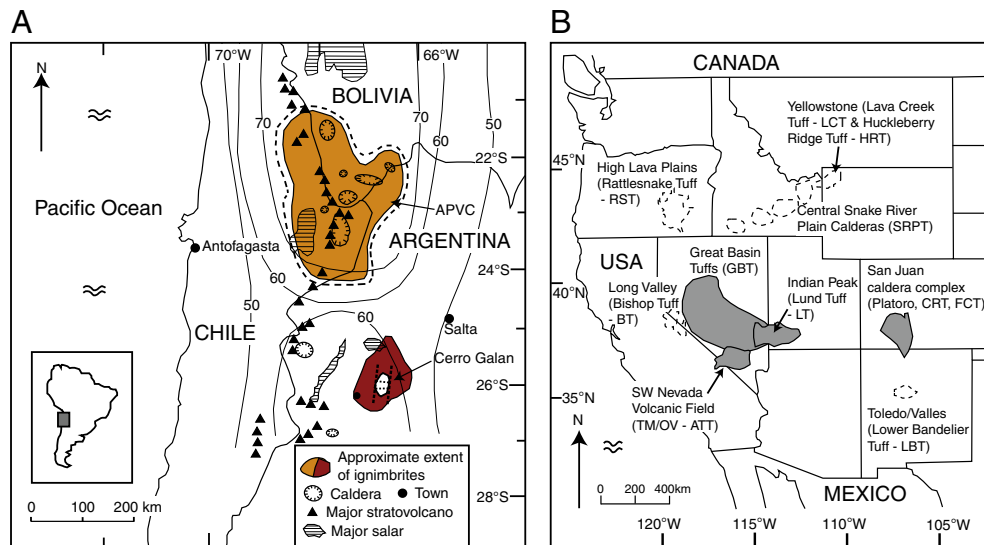 A
70°W
66°W
N
BOLIVIA
70
70
60
50
22°S
Pacific Ocean
APVC
Antofagasta
ARGENTINA
24°S
60
50
60
CHILE
Salta
Cerro Galan
26°S
Approximate extent
of ignimbrites
Caldera
Town
Major stratovolcano
Major salar
28°S
0 100 200 km
B
CANADA
Yellowstone (Lava Creek
Tuff - LCT & Huckleberry
Ridge Tuff - HRT)
45°N
High Lava Plains
(Rattlesnake Tuff
- RST)
Central Snake River
Plain Calderas (SRPT)
USA
Great Basin
Tuffs (GBT)
40°N
Long Valley
(Bishop Tuff
- BT)
Indian Peak
(Lund Tuff
- LT)
San Juan
caldera complex
(Platoro, CRT, FCT)
35°N
SW Nevada
Volcanic Field
(TM/OV - ATT)
Toledo/Valles
(Lower Bandelier
Tuff - LBT)
N
0 200 400km
MEXICO
120°W
115°W
110°W
105°W